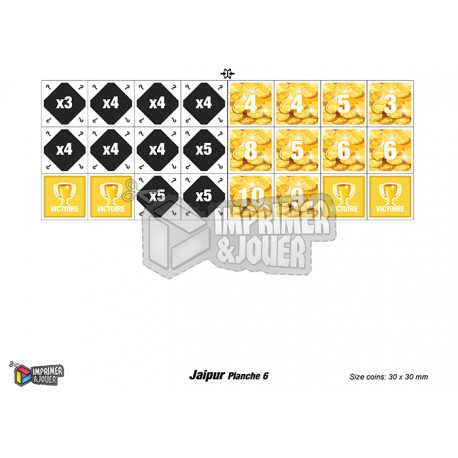 x3 x4 x4 x4 4 4 5 3
x4 x4 x4 x5 8 5 6 6
VICTOIRE VICTOIRE x5 x5 10 9 VICTOIRE VICTOIRE
IMPRIMER
&JOUER
IMPRIMER
&JOUER
Jaipur Planche 6
Size coins: 30 x 30 mm